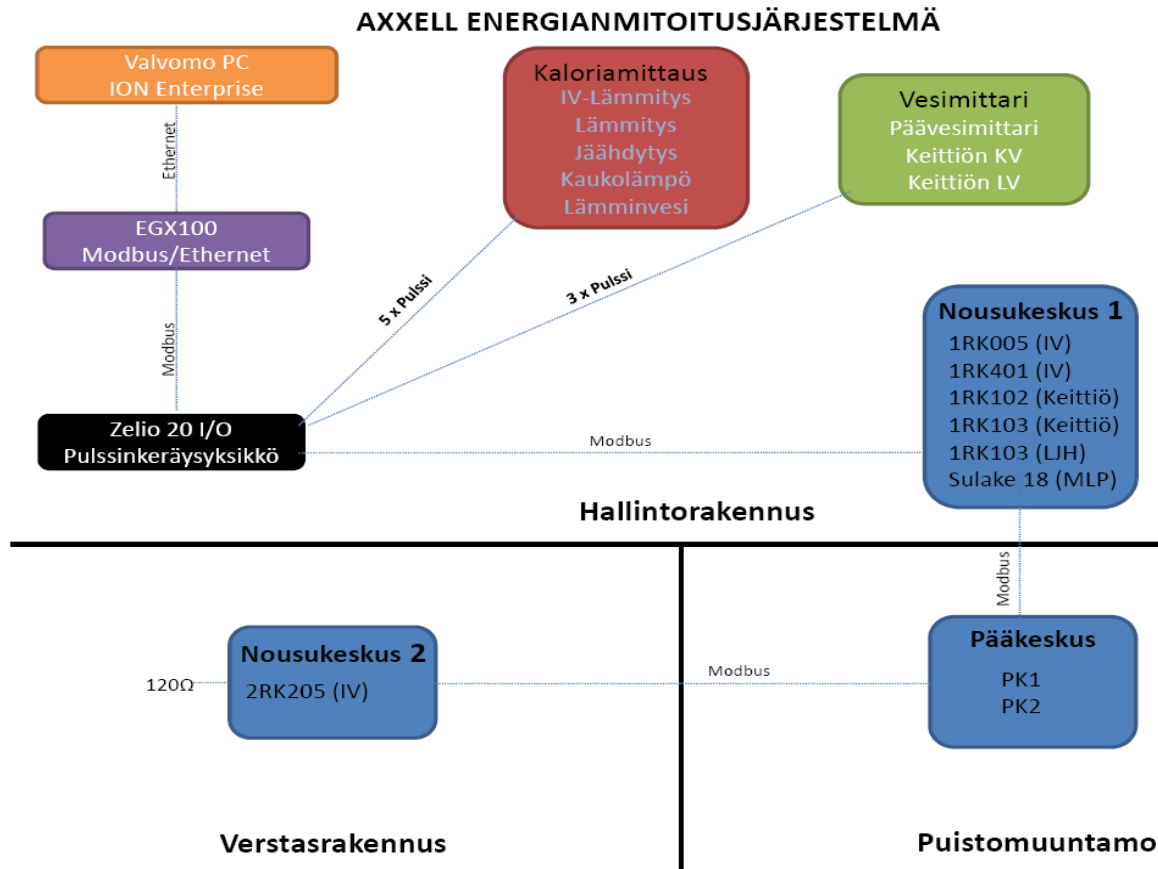 AXXELL ENERGIANMITOITUSJÄRJESTELMÄ
Valvomo PC
ION Enterprise
Ethernet
EGX100
Modbus/Ethernet
Modbus
Zelio 20 I/O
Pulssinkeräysyksikkö
Kaloriamittaus
IV-Lämmitys
Lämmitys
Jäähdytys
Kaukolämpö
Lämminvesi
5 x Pulssi
Vesimittari
Päävesimittari
Keittiön KV
Keittiön LV
3 x Pulssi
Modbus
Nousukeskus 1
1RK005 (IV)
1RK401 (IV)
1RK102 (Keittiö)
1RK103 (Keittiö)
1RK103 (LJH)
Sulake 18 (MLP)
Hallintorakennus
Modbus
120Ω
Nousukeskus 2
2RK205 (IV)
Modbus
Pääkeskus
PK1
PK2
Verstasrakennus
Puistomuuntamo